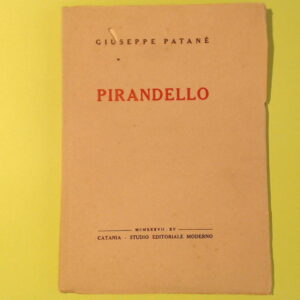 GIUSEPPE PATANÈ
PIRANDELLO
MCMXXXVII XV
CATANIA - STUDIO EDITORIALE MODERNO